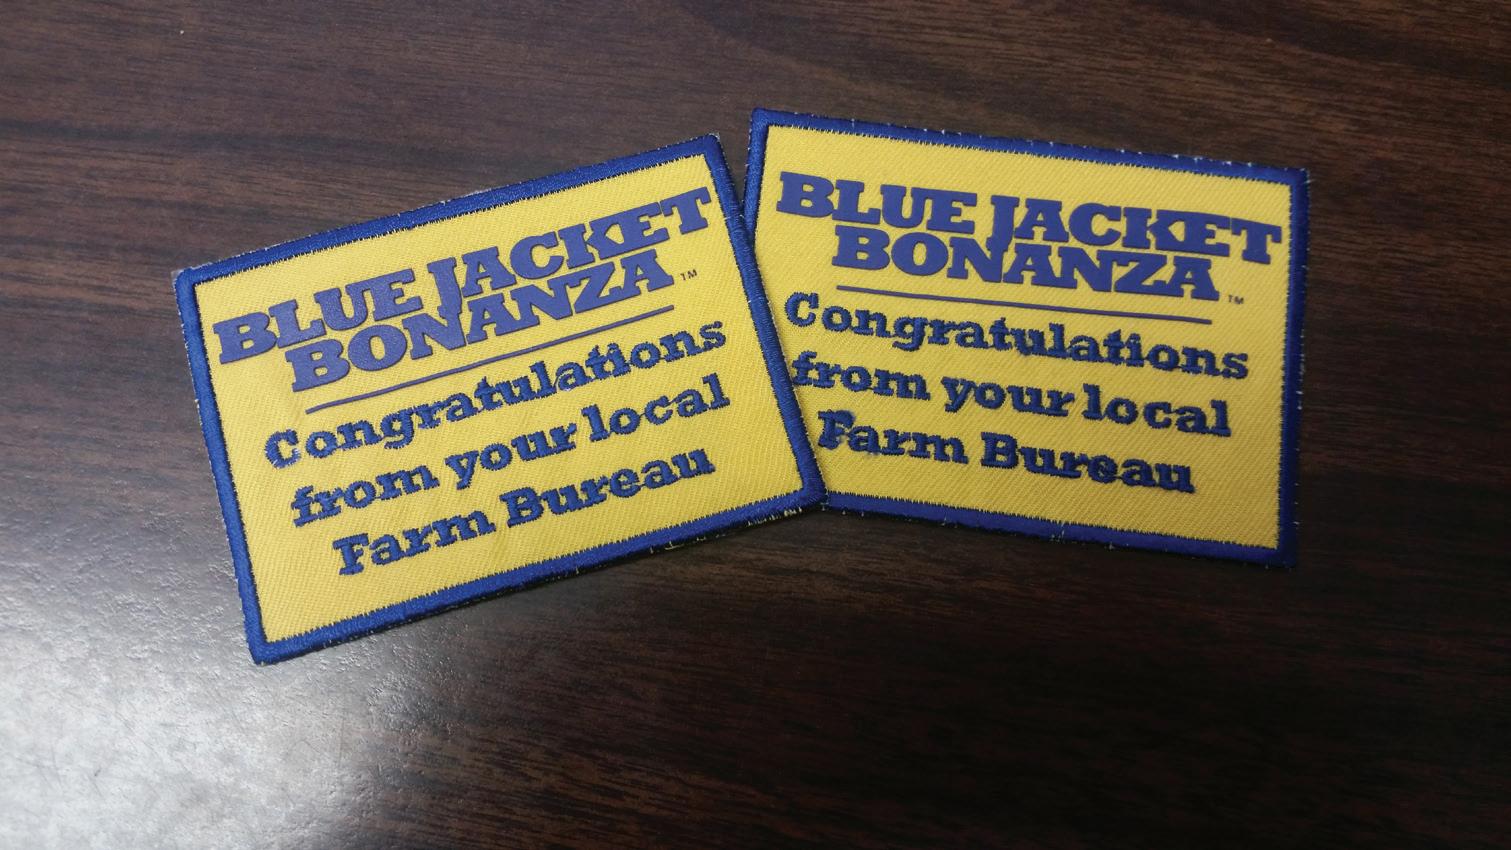 BLUE JACKET
BONANZA™
Congratulations
from your local
Farm Bureau
BLUE JACKET
BONANZA™
Congratulations
from your local
Farm Bureau